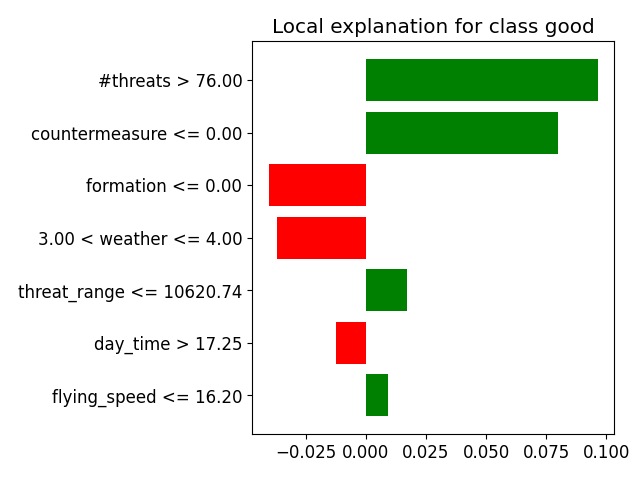 Local explanation for class good
#threats > 76.00
countermeasure <= 0.00
formation <= 0.00
3.00 < weather <= 4.00
threat_range <= 10620.74
day_time > 17.25
flying_speed <= 16.20
−0.025 0.000 0.025 0.050 0.075 0.100